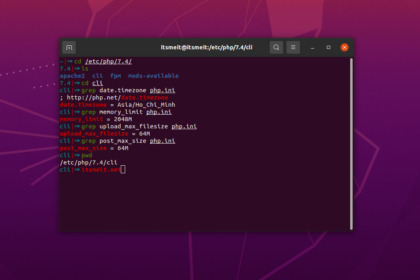 itsmeit@itsmeit:/etc/php/7.4/cli
~|⇒ cd /etc/php/7.4/
7.4|⇒ ls
apache2 cli fpm mods-available
7.4|⇒ cd cli
cli|⇒ grep date.timezone php.ini
; http://php.net/date.timezone
date.timezone = Asia/Ho_Chi_Minh
cli|⇒ grep memory_limit php.ini
memory_limit = 2048M
cli|⇒ grep upload_max_filesize php.ini
upload_max_filesize = 64M
cli|⇒ grep post_max_size php.ini
post_max_size = 64M
cli|⇒ pwd
/etc/php/7.4/cli
cli|⇒ itsmeit.net